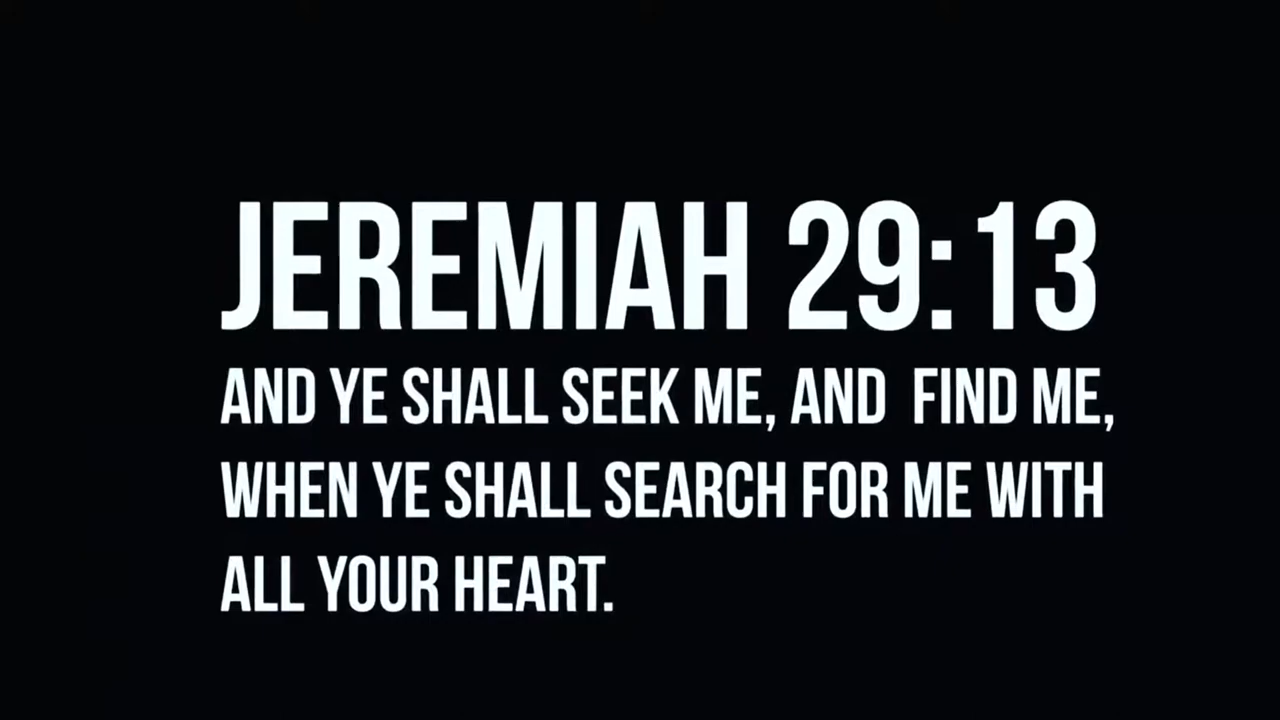 JEREMIAH 29:13
AND YE SHALL SEEK ME, AND FIND ME,
WHEN YE SHALL SEARCH FOR ME WITH
ALL YOUR HEART.